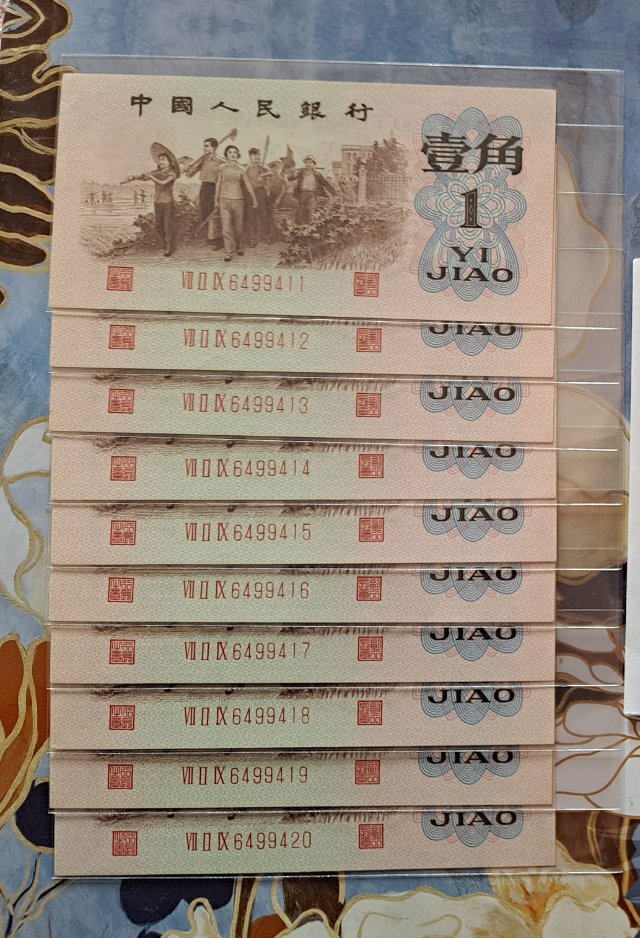 中國人民銀行
壹角
1
YI
JIAO
Ⅷ Ⅱ Ⅸ 6499411
JIAO
Ⅷ Ⅱ Ⅸ 6499412
JIAO
Ⅷ Ⅱ Ⅸ 6499413
JIAO
Ⅷ Ⅱ Ⅸ 6499414
JIAO
Ⅷ Ⅱ Ⅸ 6499415
JIAO
Ⅷ Ⅱ Ⅸ 6499416
JIAO
Ⅷ Ⅱ Ⅸ 6499417
JIAO
Ⅷ Ⅱ Ⅸ 6499418
JIAO
Ⅷ Ⅱ Ⅸ 6499419
JIAO
Ⅷ Ⅱ Ⅸ 6499420